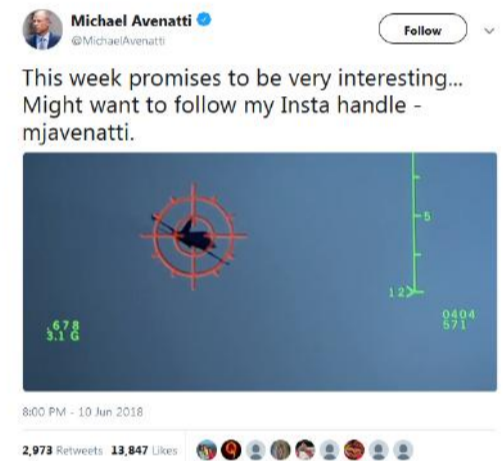 Michael Avenatti
@MichaelAvenatti
Follow
This week promises to be very interesting...
Might want to follow my Insta handle -
mjavenatti.
5
12
.678
3.1 G
0404
571
8:00 PM - 10 Jun 2018
2,973 Retweets 13,847 Likes